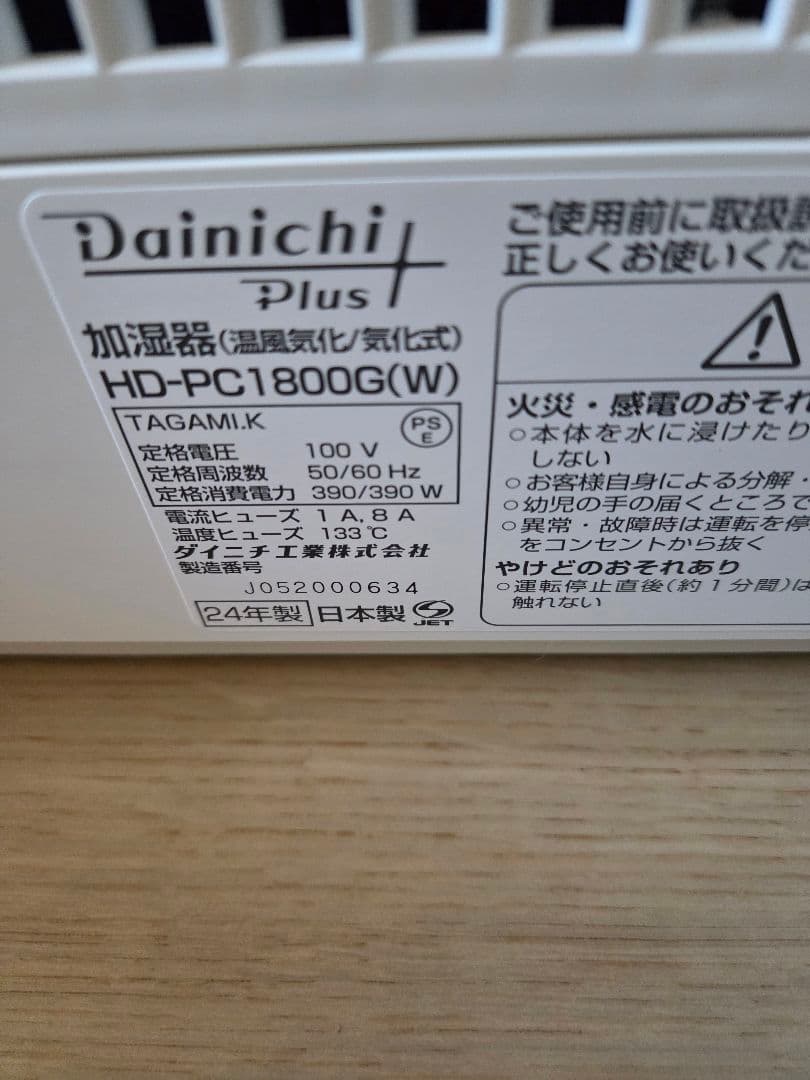 Dainichi
Plus
加湿器(温風気化/気化式)
HD-PC1800G(W)
TAGAMI.K
PS
E
定格電圧 100 V
定格周波数 50/60 Hz
定格消費電力 390/390 W
電流ヒューズ 1 A, 8 A
温度ヒューズ 133℃
ダイニチ工業株式会社
製造番号
J052000634
24年製 日本製 JET
ご使用前に取扱説
正しくお使いくた
火災・感電のおそれ
○本体を水に浸けたり
しない
○お客様自身による分解・
○幼児の手の届くところで
○異常・故障時は運転を停
をコンセントから抜く
やけどのおそれあり
○運転停止直後(約1分間)は
触れない